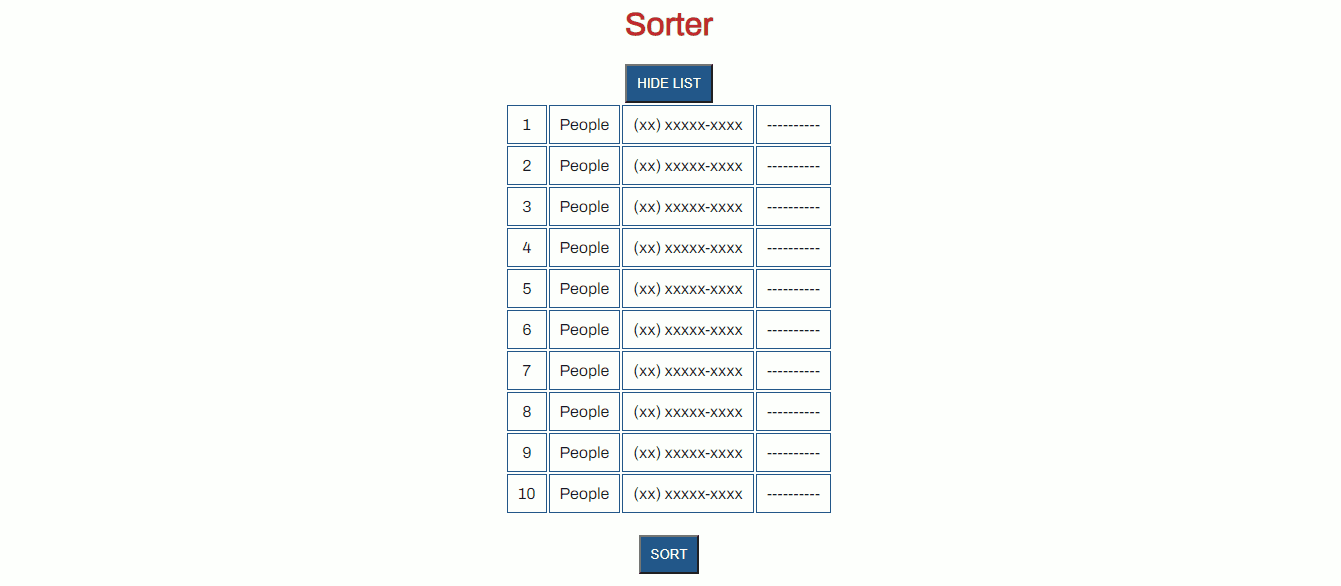 Sorter
HIDE LIST
1 People (xx) xxxxx-xxxx ----------
2 People (xx) xxxxx-xxxx ----------
3 People (xx) xxxxx-xxxx ----------
4 People (xx) xxxxx-xxxx ----------
5 People (xx) xxxxx-xxxx ----------
6 People (xx) xxxxx-xxxx ----------
7 People (xx) xxxxx-xxxx ----------
8 People (xx) xxxxx-xxxx ----------
9 People (xx) xxxxx-xxxx ----------
10 People (xx) xxxxx-xxxx ----------
SORT